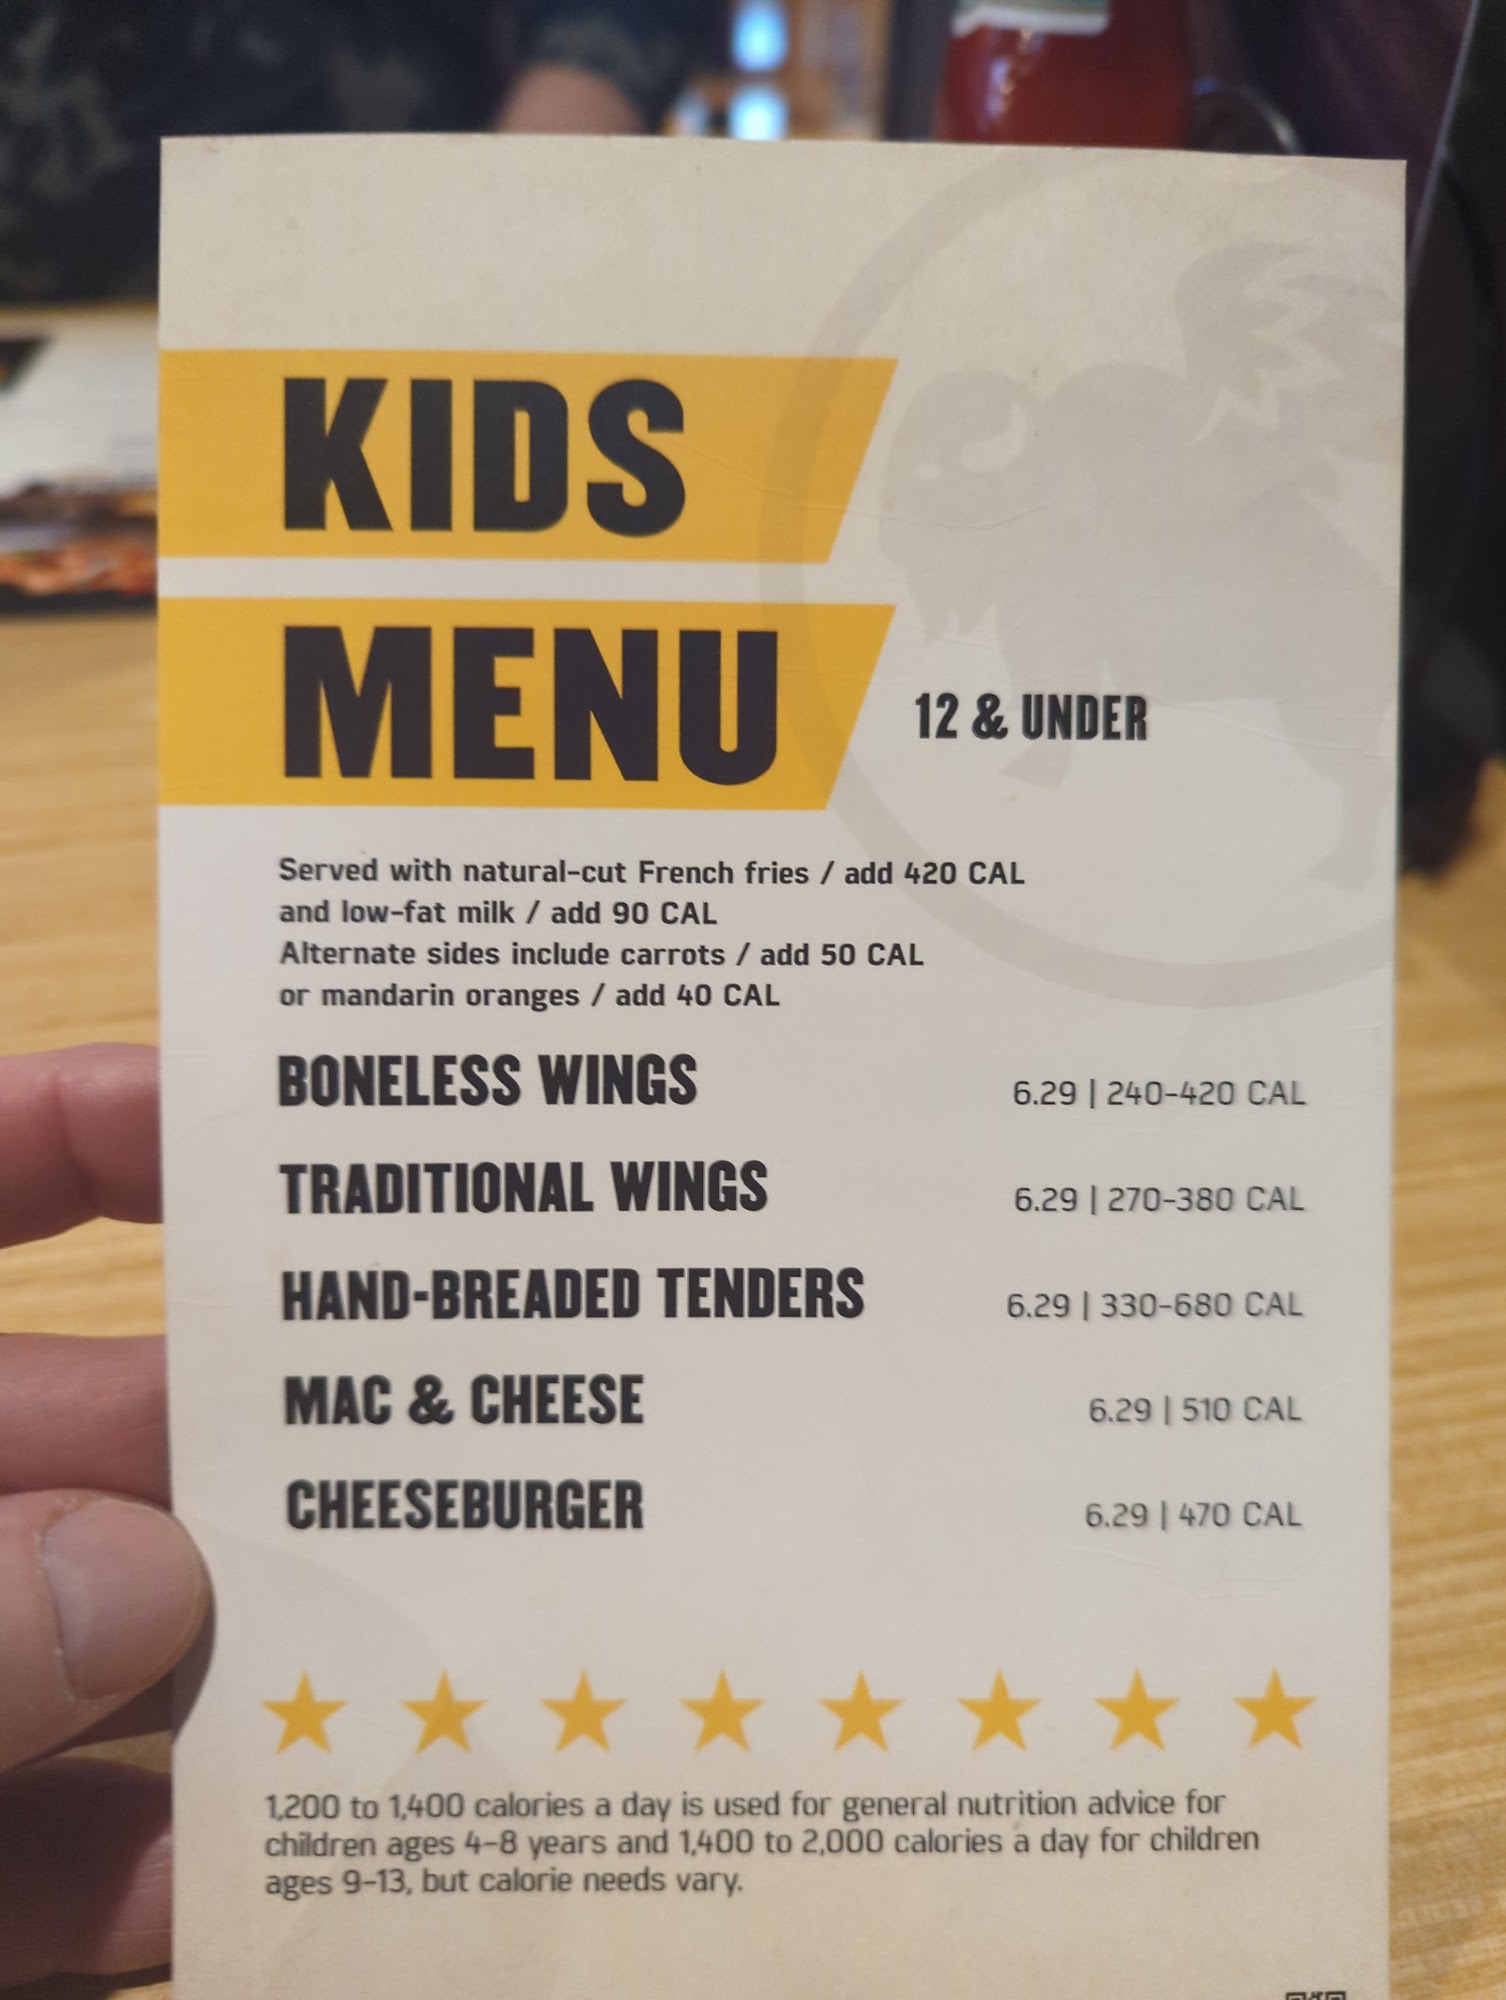 KIDS
MENU
12 & UNDER
Served with natural-cut French fries / add 420 CAL
and low-fat milk / add 90 CAL
Alternate sides include carrots / add 50 CAL
or mandarin oranges / add 40 CAL
BONELESS WINGS 6.29 | 240-420 CAL
TRADITIONAL WINGS 6.29 | 270-380 CAL
HAND-BREADED TENDERS 6.29 | 330-680 CAL
MAC & CHEESE 6.29 | 510 CAL
CHEESEBURGER 6.29 | 470 CAL
1,200 to 1,400 calories a day is used for general nutrition advice for
children ages 4-8 years and 1,400 to 2,000 calories a day for children
ages 9-13, but calorie needs vary.